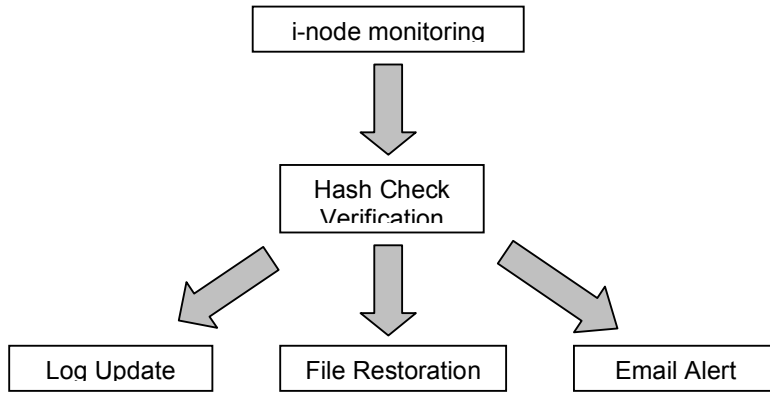 i-node monitoring
Hash Check
Verification
Log Update
File Restoration
Email Alert